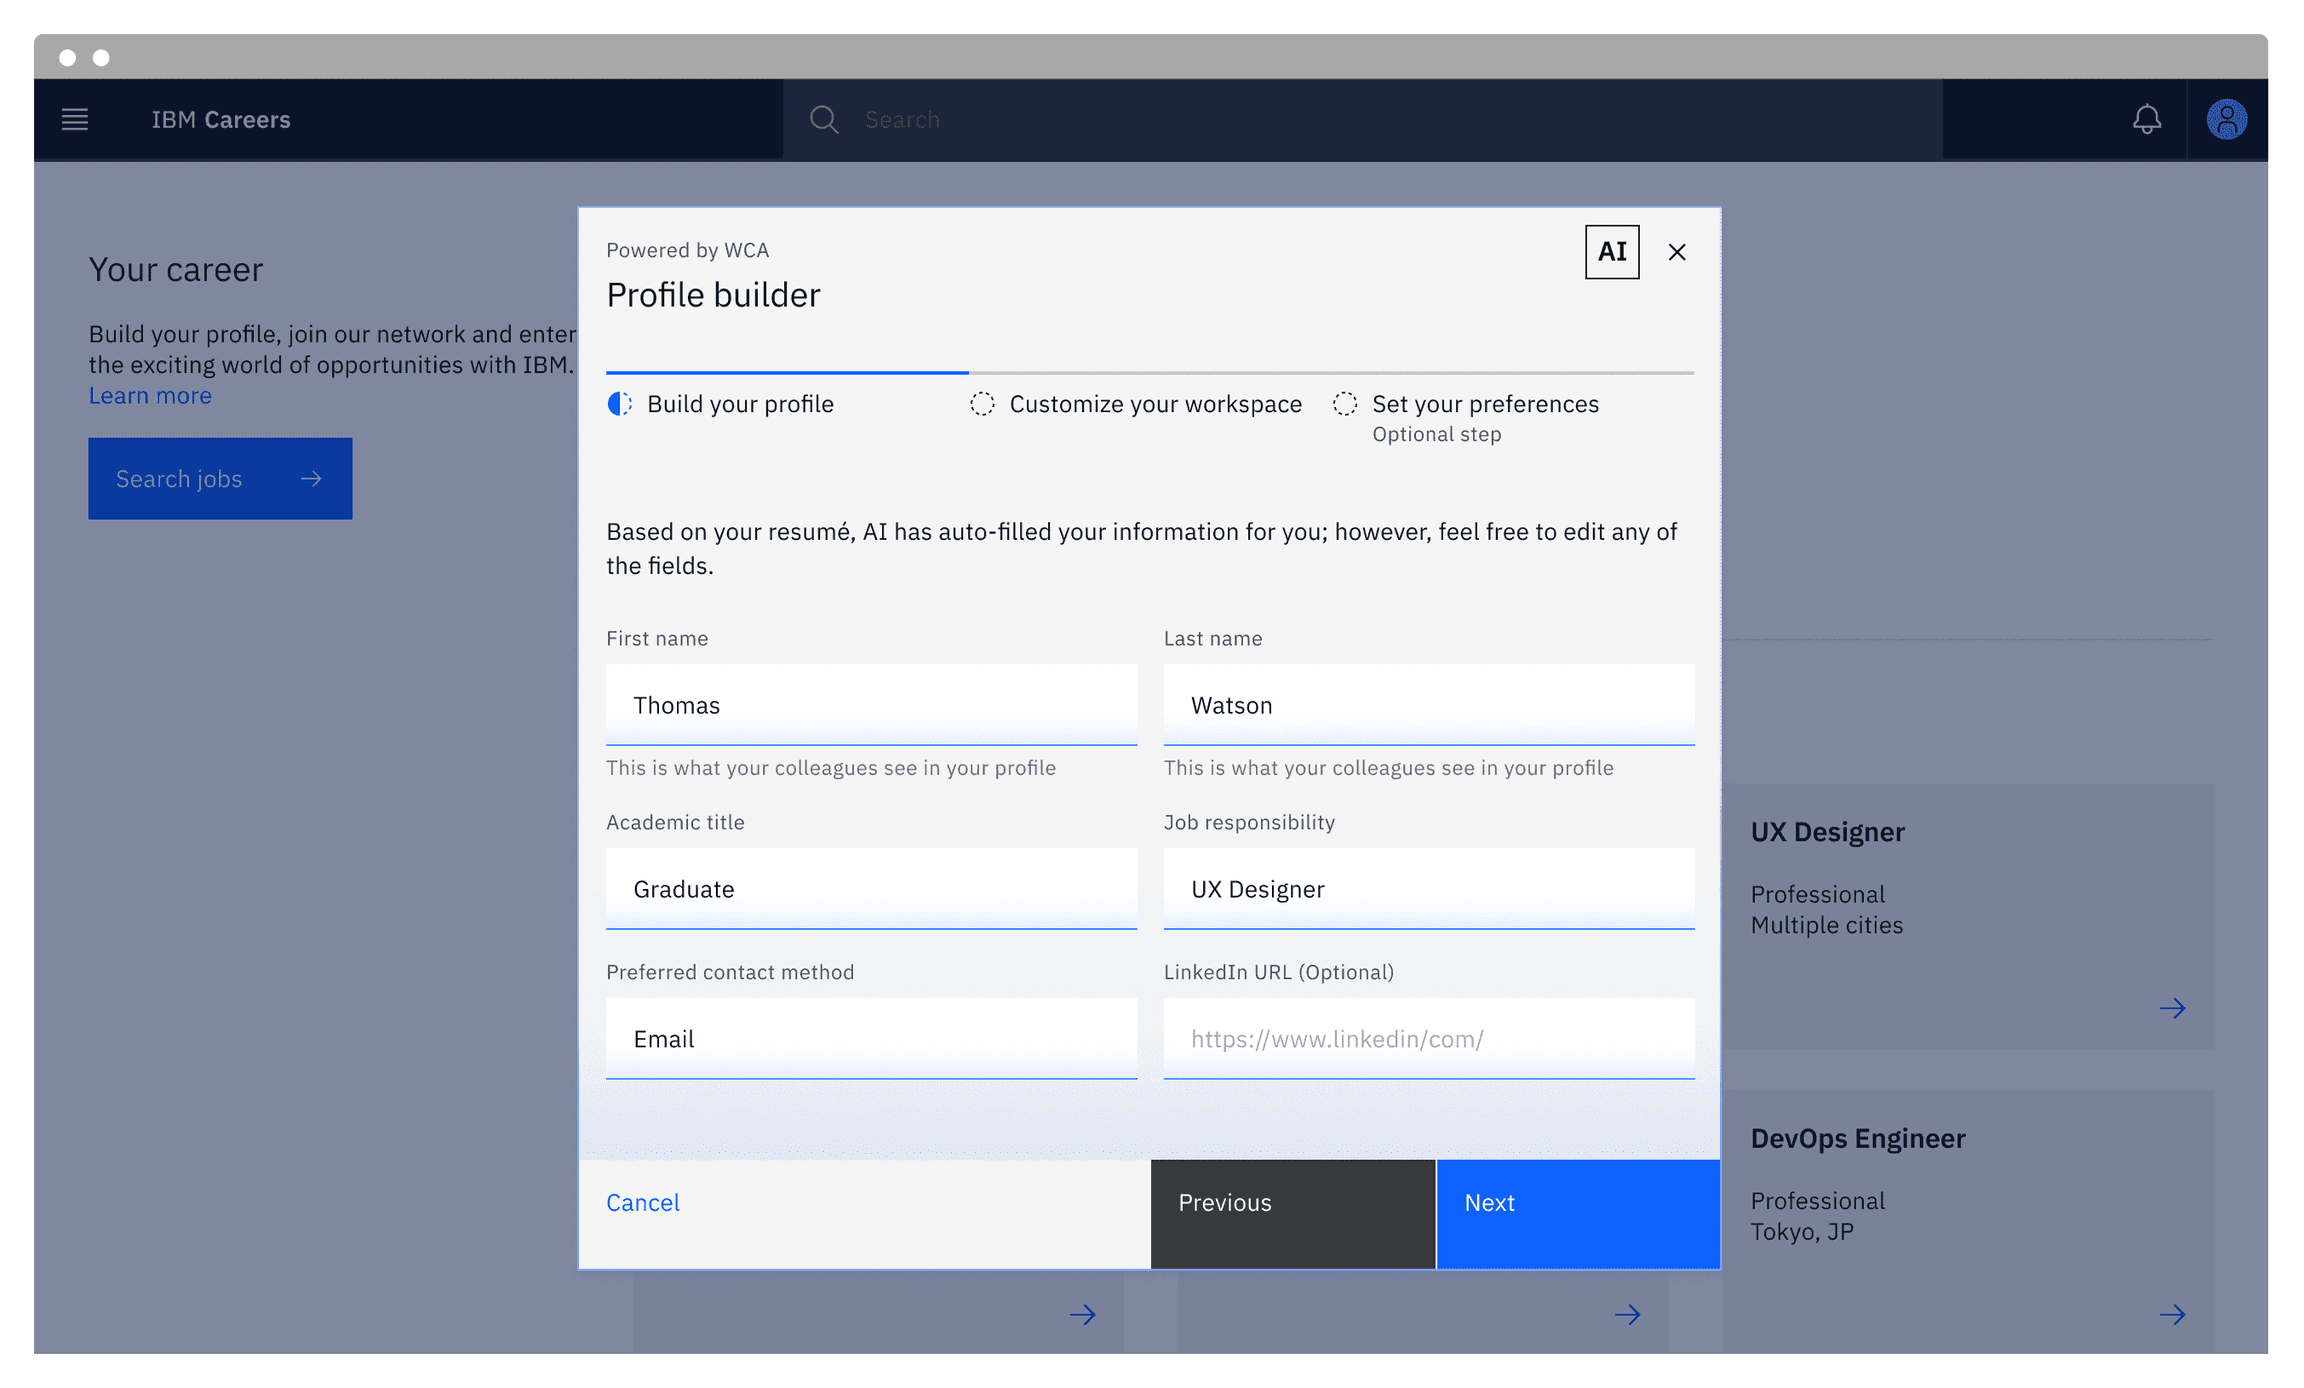 IBM Careers
Search
Your career
Build your profile, join our network and enter
the exciting world of opportunities with IBM.
Learn more
Search jobs
Powered by WCA
AI
Profile builder
Build your profile
Customize your workspace
Set your preferences
Optional step
Based on your resumé, AI has auto-filled your information for you; however, feel free to edit any of
the fields.
First name
Last name
Thomas
Watson
This is what your colleagues see in your profile
This is what your colleagues see in your profile
Academic title
Job responsibility
Graduate
UX Designer
Preferred contact method
LinkedIn URL (Optional)
Email
https://www.linkedin/com/
Cancel
Previous
Next
UX Designer
Professional
Multiple cities
DevOps Engineer
Professional
Tokyo, JP